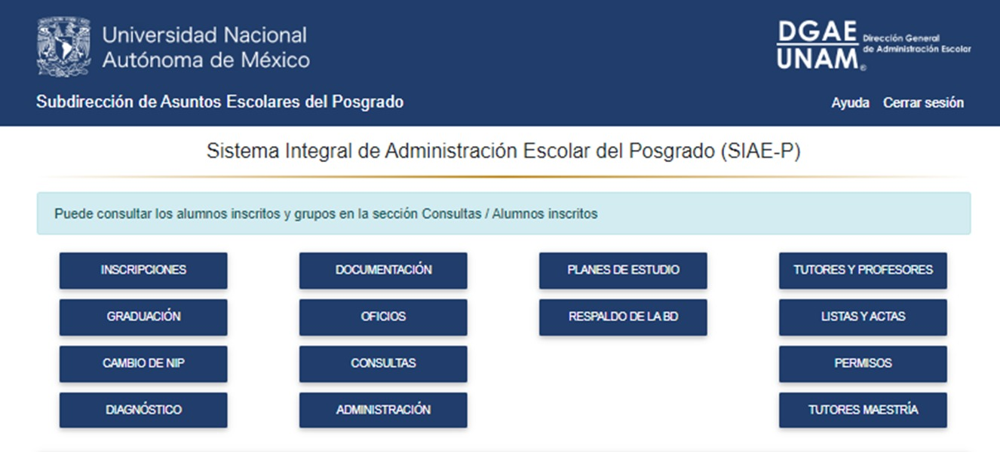 Universidad Nacional
Autónoma de México
DGAE
UNAM®
Dirección General
de Administración Escolar
Subdirección de Asuntos Escolares del Posgrado
Ayuda Cerrar sesión
Sistema Integral de Administración Escolar del Posgrado (SIAE-P)
Puede consultar los alumnos inscritos y grupos en la sección Consultas / Alumnos inscritos
INSCRIPCIONES DOCUMENTACIÓN PLANES DE ESTUDIO TUTORES Y PROFESORES
GRADUACIÓN OFICIOS RESPALDO DE LA BD LISTAS Y ACTAS
CAMBIO DE NIP CONSULTAS PERMISOS
DIAGNÓSTICO ADMINISTRACIÓN TUTORES MAESTRÍA